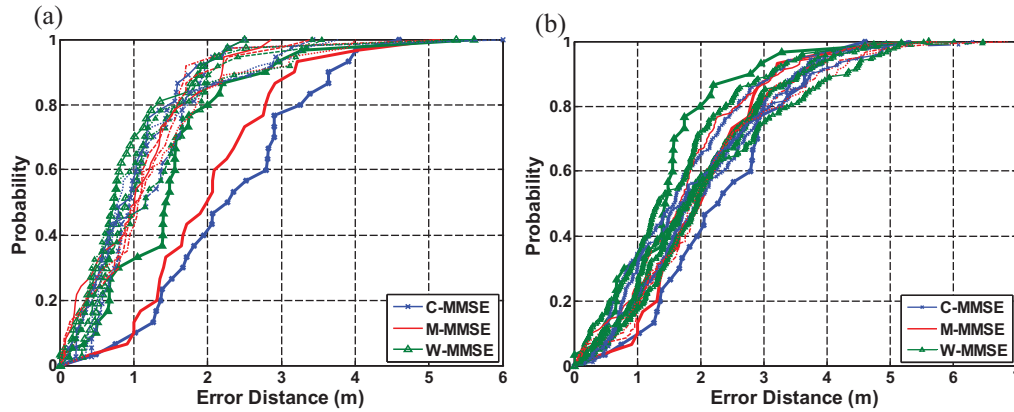 (a)
Probability
1
0.8
0.6
0.4
0.2
0
0 1 2 3 4 5 6
Error Distance (m)
C-MMSE
M-MMSE
W-MMSE
(b)
Probability
1
0.8
0.6
0.4
0.2
0
0 1 2 3 4 5 6 7
Error Distance (m)
C-MMSE
M-MMSE
W-MMSE